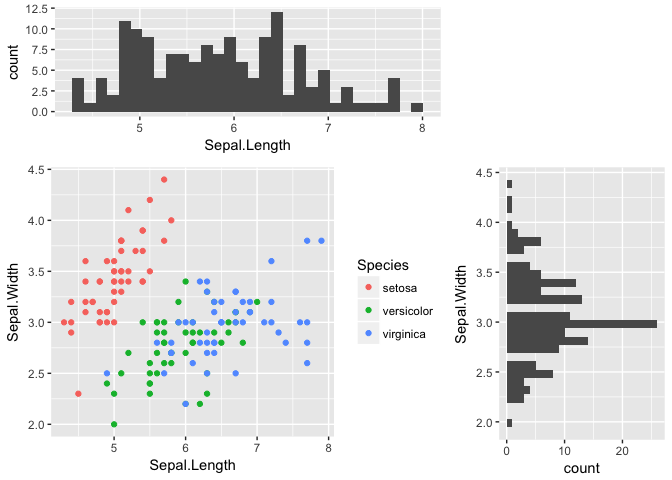 12.5
10.0
7.5
5.0
2.5
0.0
count
5 6 7 8
Sepal.Length
4.5
4.0
3.5
3.0
2.5
2.0
Sepal.Width
5 6 7 8
Sepal.Length
Species
setosa
versicolor
virginica
4.5
4.0
3.5
3.0
2.5
2.0
Sepal.Width
0 10 20
count